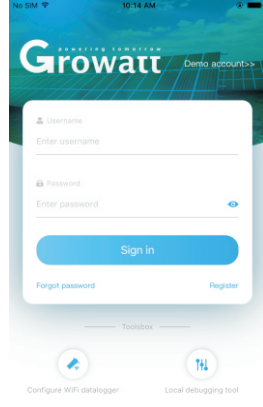 No SIM 10:14 AM
powering tomorrow
Growatt
Demo account>>
Username
Enter username
Password
Enter password
Sign in
Forgot password Register
Toolsbox
Configure WiFi datalogger Local debugging tool